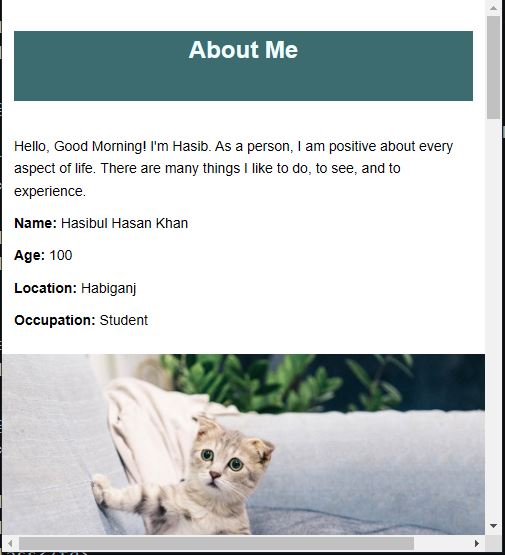 About Me
Hello, Good Morning! I'm Hasib. As a person, I am positive about every
aspect of life. There are many things I like to do, to see, and to
experience.
Name: Hasibul Hasan Khan
Age: 100
Location: Habiganj
Occupation: Student